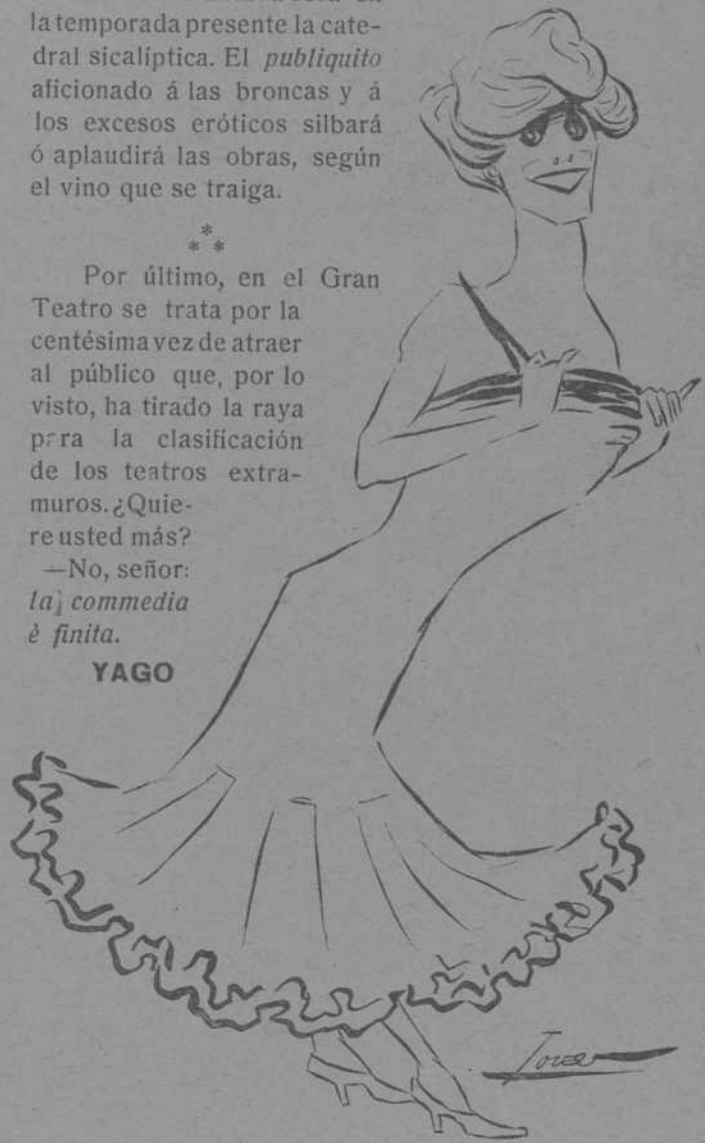 la temporada presente la cate-
dral sicalíptica. El publiquito
aficionado á las broncas y á
los excesos eróticos silbará
ó aplaudirá las obras, según
el vino que se traiga.
* * *
Por último, en el Gran
Teatro se trata por la
centésima vez de atraer
al público que, por lo
visto, ha tirado la raya
para la clasificación
de los teatros extra-
muros. ¿Quie-
re usted más?
—No, señor:
la commedia
è finita.
YAGO
Tovar